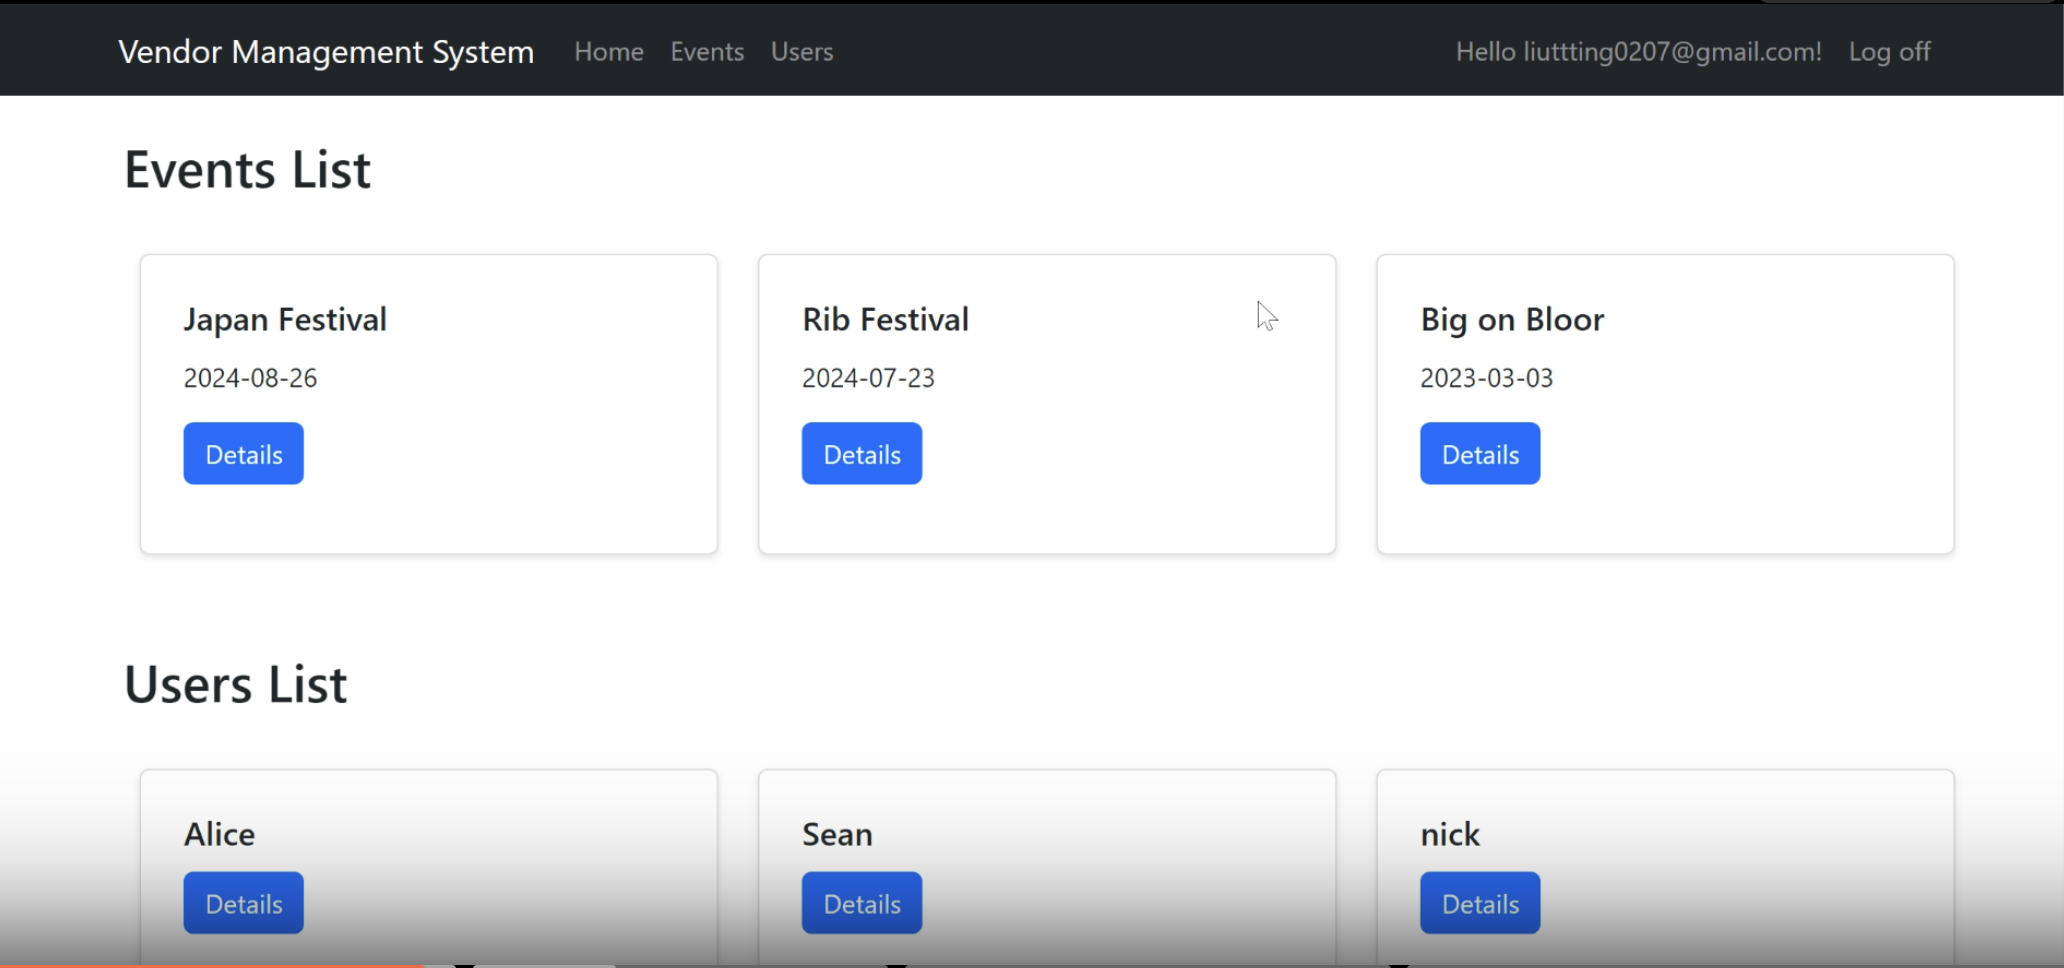 Vendor Management System Home Events Users Hello liuttting0207@gmail.com! Log off
Events List
Japan Festival
2024-08-26
Details
Rib Festival
2024-07-23
Details
Big on Bloor
2023-03-03
Details
Users List
Alice
Details
Sean
Details
nick
Details